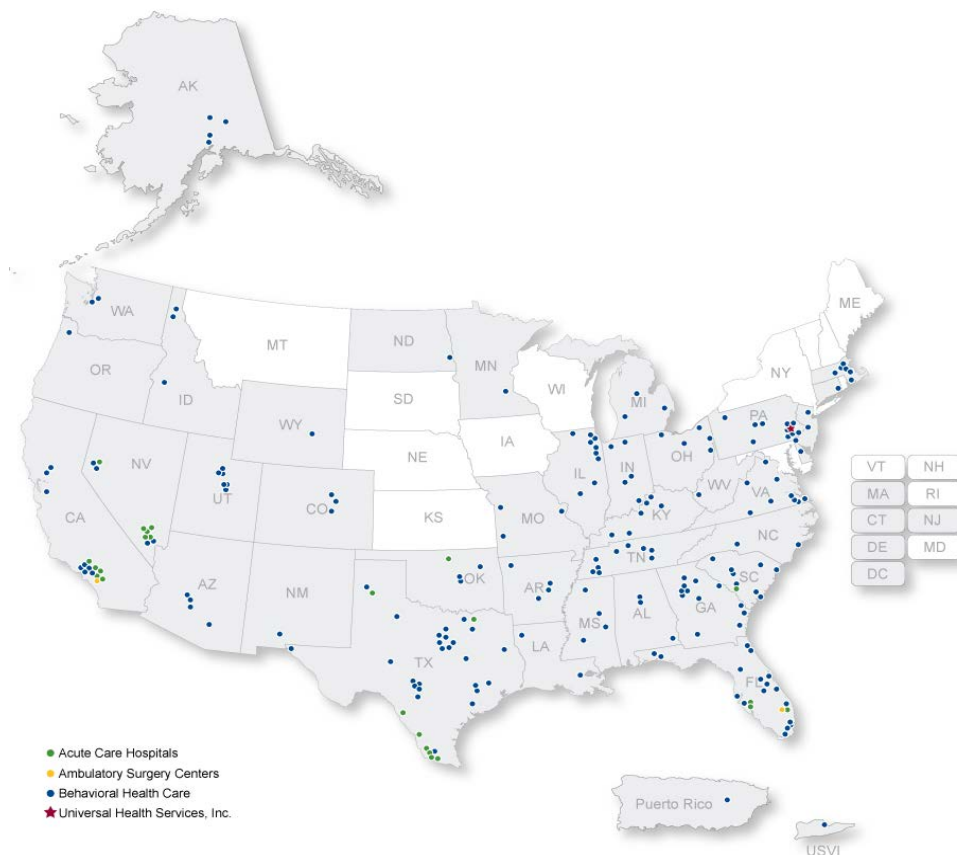 AK
WA
ME
MT
ND
MN
OR
NY
WI
ID
SD
MI
WY
PA
IA
NE
NV
OH
IL
IN
UT
WV
VA
CO
CA
KS
MO
KY
NC
TN
OK
AZ
NM
AR
SC
MS
AL
GA
LA
TX
FL
VT
NH
MA
RI
CT
NJ
DE
MD
DC
Acute Care Hospitals
Ambulatory Surgery Centers
Behavioral Health Care
Universal Health Services, Inc.
Puerto Rico
USVI